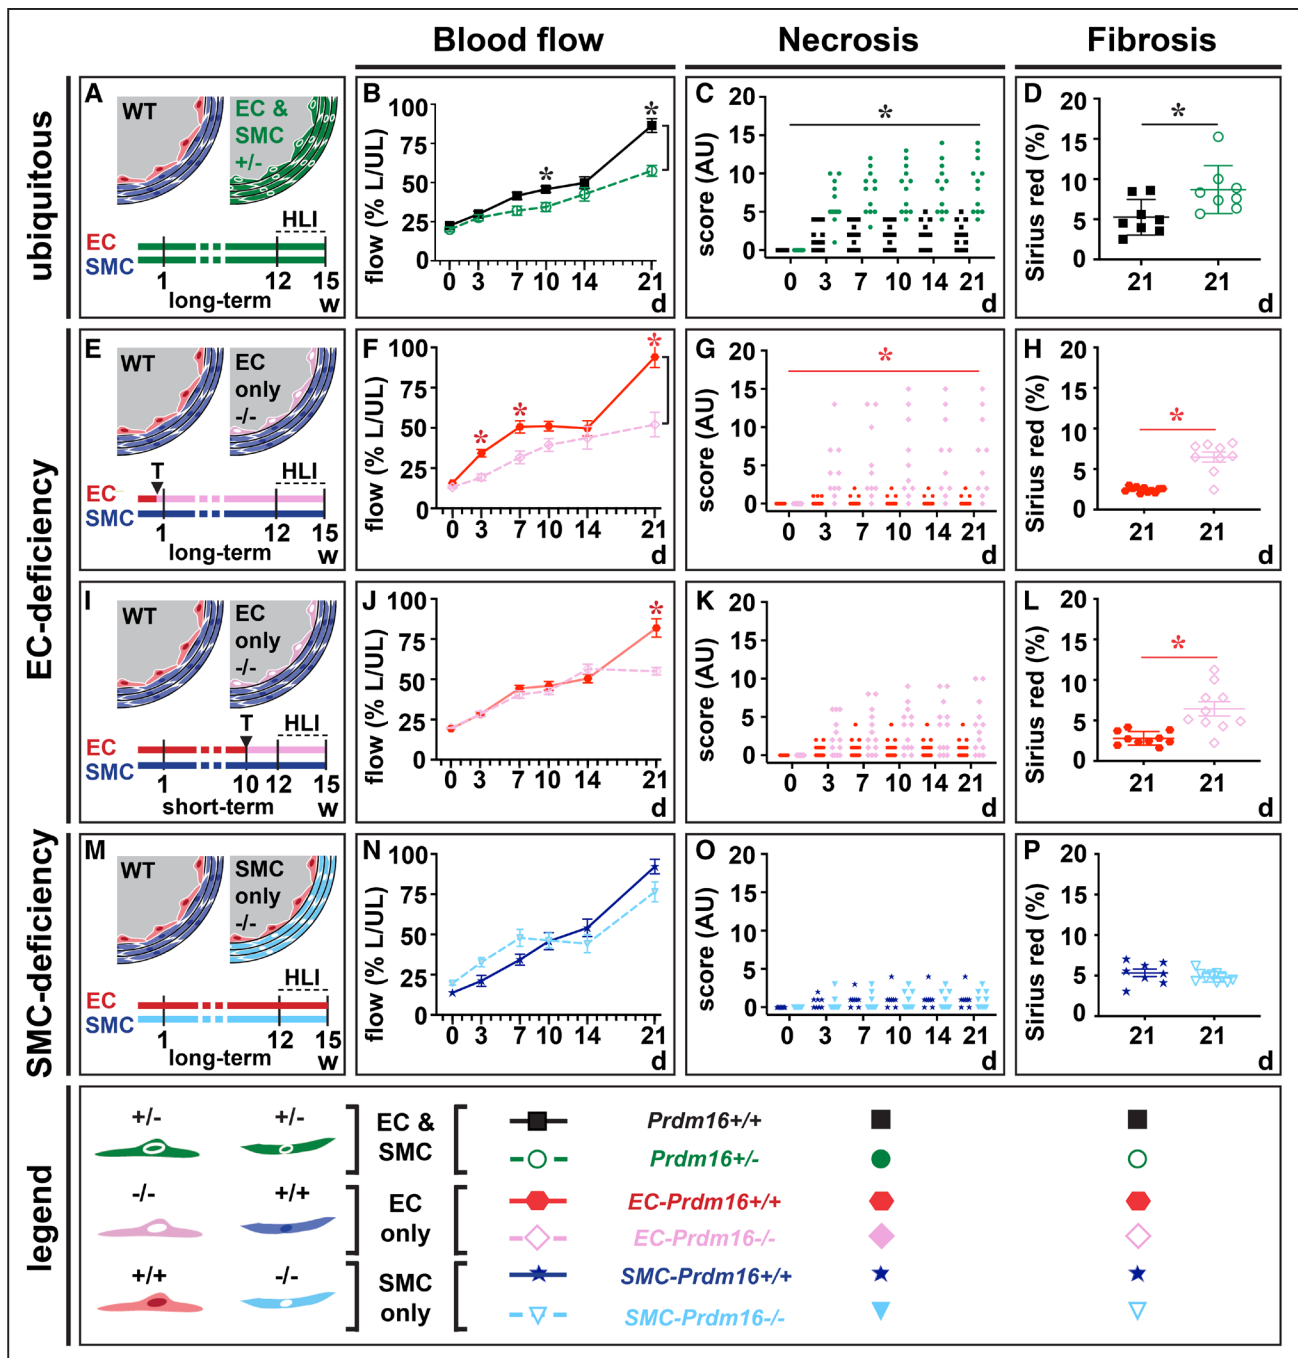 Blood flow
Necrosis
Fibrosis
ubiquitous
A
WT
EC &
SMC
+/-
HLI
EC
SMC
1
12
15
long-term
w
B
flow (% L/UL)
100
75
50
25
0
*
*
0 3 7 10 14 21
d
C
score (AU)
20
15
10
5
0
*
0 3 7 10 14 21
d
D
Sirius red (%)
20
15
10
5
0
*
21 21
d
EC-deficiency
E
WT
EC
only
-/-
T
HLI
EC
SMC
1
12
15
long-term
w
F
flow (% L/UL)
100
75
50
25
0
*
*
*
0 3 7 10 14 21
d
G
score (AU)
20
15
10
5
0
*
0 3 7 10 14 21
d
H
Sirius red (%)
20
15
10
5
0
*
21 21
d
I
WT
EC
only
-/-
T
HLI
EC
SMC
1
10 12
15
short-term
w
J
flow (% L/UL)
100
75
50
25
0
*
0 3 7 10 14 21
d
K
score (AU)
20
15
10
5
0
0 3 7 10 14 21
d
L
Sirius red (%)
20
15
10
5
0
*
21 21
d
SMC-deficiency
M
WT
SMC
only
-/-
HLI
EC
SMC
1
12
15
long-term
w
N
flow (% L/UL)
100
75
50
25
0
0 3 7 10 14 21
d
O
score (AU)
20
15
10
5
0
0 3 7 10 14 21
d
P
Sirius red (%)
20
15
10
5
0
21 21
d
legend
+/- +/-
EC &
SMC
Prdm16+/+
Prdm16+/-
-/- +/+
EC
only
EC-Prdm16+/+
EC-Prdm16-/-
+/+ -/-
SMC
only
SMC-Prdm16+/+
SMC-Prdm16-/-